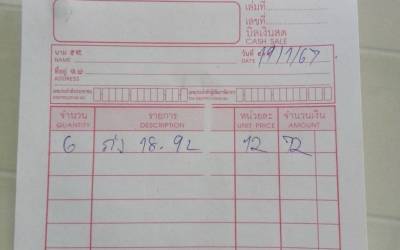 เล่มที่
เลขที่
บิลเงินสด
CASH SALE
นาม 姓名
NAME
วันที่
DATE 19/1/67
ที่อยู่
ADDRESS
จำนวน รายการ หน่วยละ จำนวนเงิน
QUANTITY DESCRIPTION UNIT PRICE AMOUNT
6 18.92 12 72